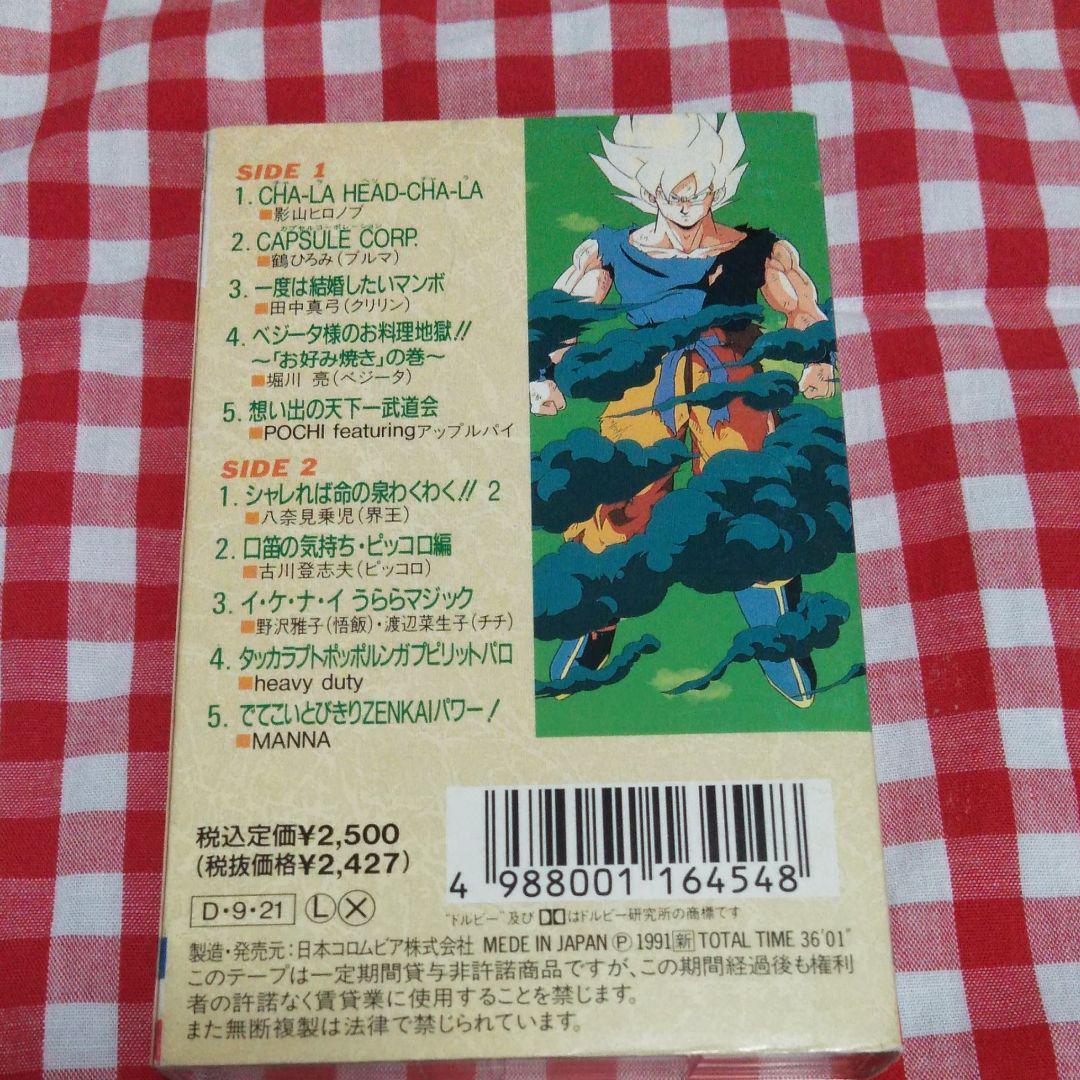 SIDE 1
1. CHA-LA HEAD-CHA-LA
■影山ヒロノブ
2. CAPSULE CORP.
■鶴ひろみ(ブルマ)
3. 一度は結婚したいマンボ
■田中真弓(クリリン)
4. ベジータ様のお料理地獄!!
〜「お好み焼き」の巻〜
■堀川 亮(ベジータ)
5. 想い出の天下一武道会
■POCHI featuringアップルパイ
SIDE 2
1. シャレれば命の泉わくわく!! 2
■八奈見乗児(界王)
2. 口笛の気持ち・ピッコロ編
■古川登志夫(ピッコロ)
3. イ・ケ・ナ・イ うららマジック
■野沢雅子(悟飯)・渡辺菜生子(チチ)
4. タッカラプトポッポルンガプピリットパロ
■heavy duty
5. でてこいとびきりZENKAIパワー!
■MANNA
税込定価¥2,500
(税抜価格¥2,427)
4 988001 164548
D・9・21 Ⓛ Ⓧ
"ドルビー"及びDDはドルビー研究所の商標です
製造・発売元:日本コロムビア株式会社 MEDE IN JAPAN Ⓟ 1991 新 TOTAL TIME 36'01"
このテープは一定期間貸与非許諾商品ですが、この期間経過後も権利
者の許諾なく賃貸業に使用することを禁じます。
また無断複製は法律で禁じられています。